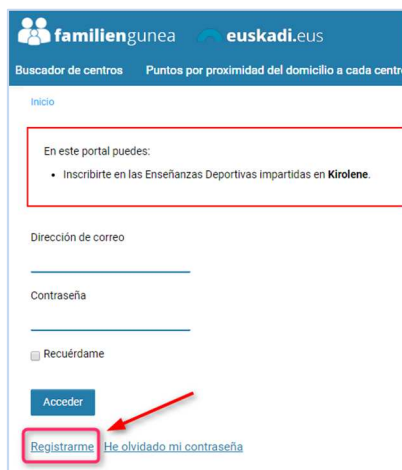 familiengunea euskadi.eus
Buscador de centros Puntos por proximidad del domicilio a cada centr
Inicio
En este portal puedes:
• Inscribirte en las Enseñanzas Deportivas impartidas en Kirolene.
Dirección de correo
Contraseña
Recuérdame
Acceder
Registrarme He olvidado mi contraseña